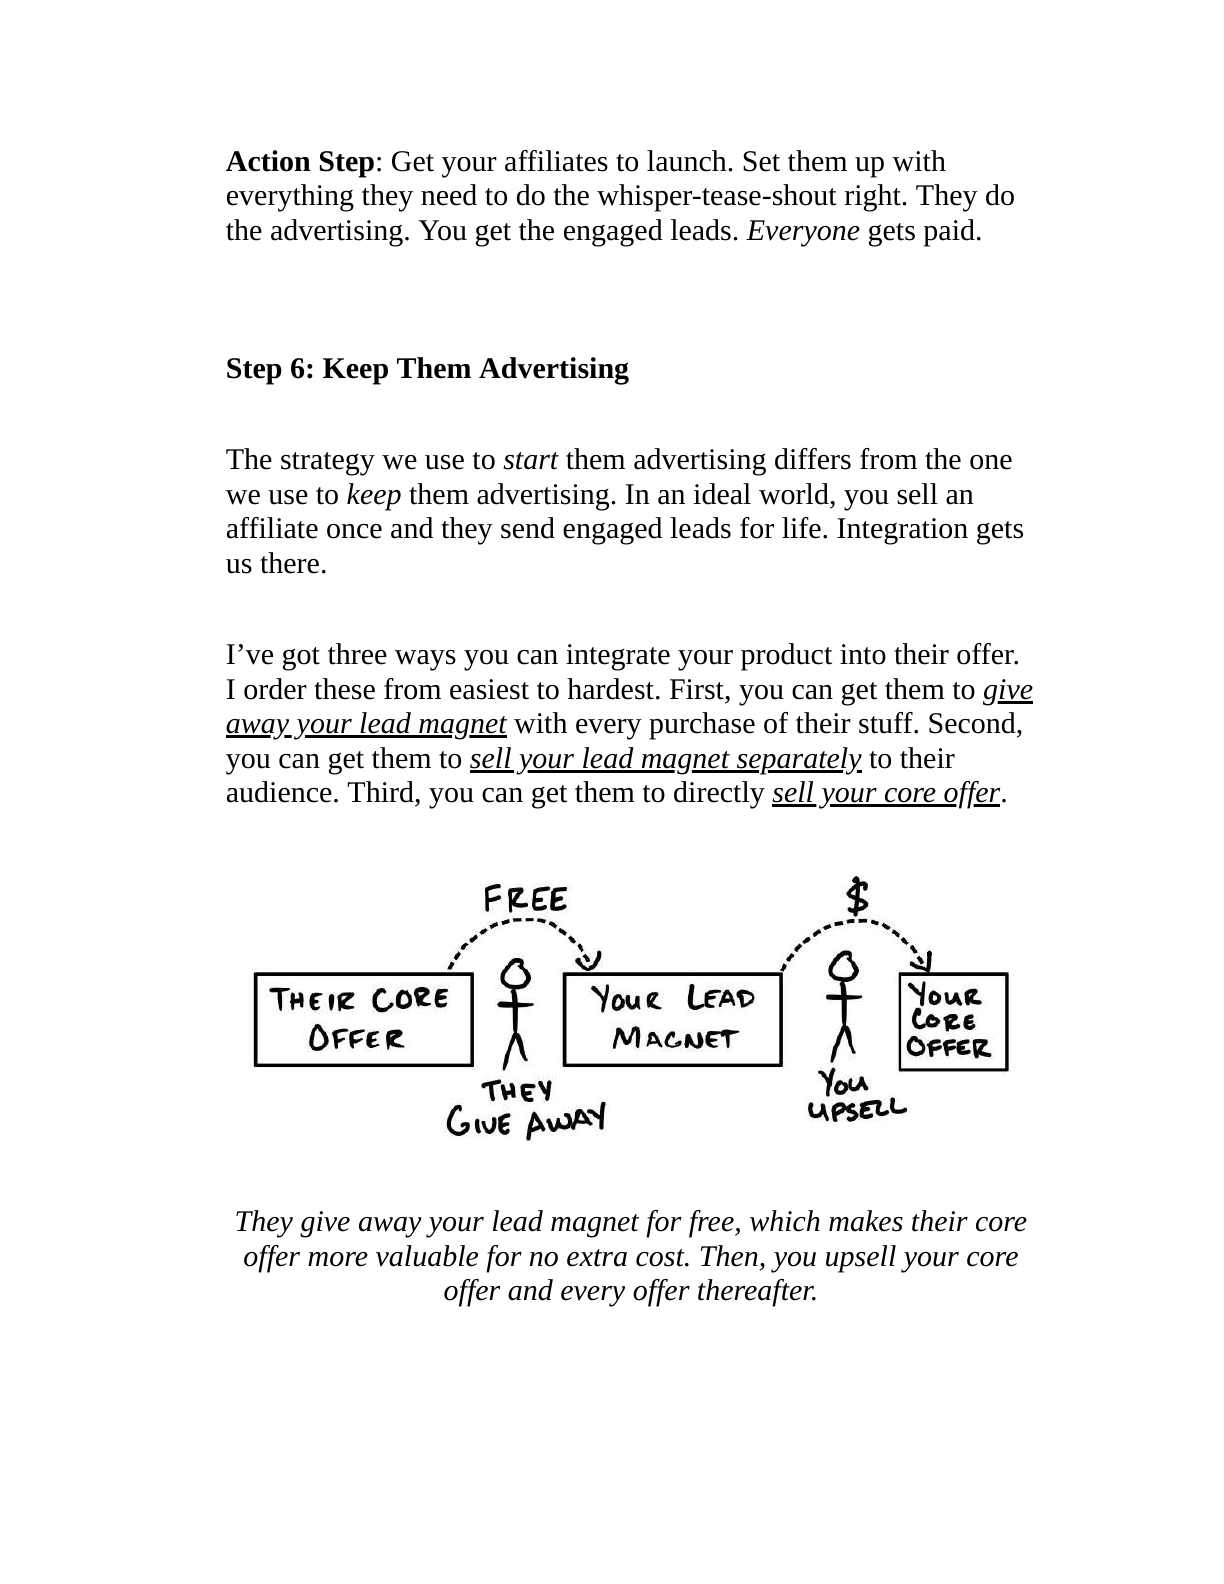 Action Step: Get your affiliates to launch. Set them up with
everything they need to do the whisper-tease-shout right. They do
the advertising. You get the engaged leads. Everyone gets paid.
Step 6: Keep Them Advertising
The strategy we use to start them advertising differs from the one
we use to keep them advertising. In an ideal world, you sell an
affiliate once and they send engaged leads for life. Integration gets
us there.
I’ve got three ways you can integrate your product into their offer.
I order these from easiest to hardest. First, you can get them to give
away your lead magnet with every purchase of their stuff. Second,
you can get them to sell your lead magnet separately to their
audience. Third, you can get them to directly sell your core offer.
FREE
$
THEIR CORE
OFFER
YOUR LEAD
MAGNET
YOUR
CORE
OFFER
THEY
GIVE AWAY
YOU
UPSELL
They give away your lead magnet for free, which makes their core
offer more valuable for no extra cost. Then, you upsell your core
offer and every offer thereafter.